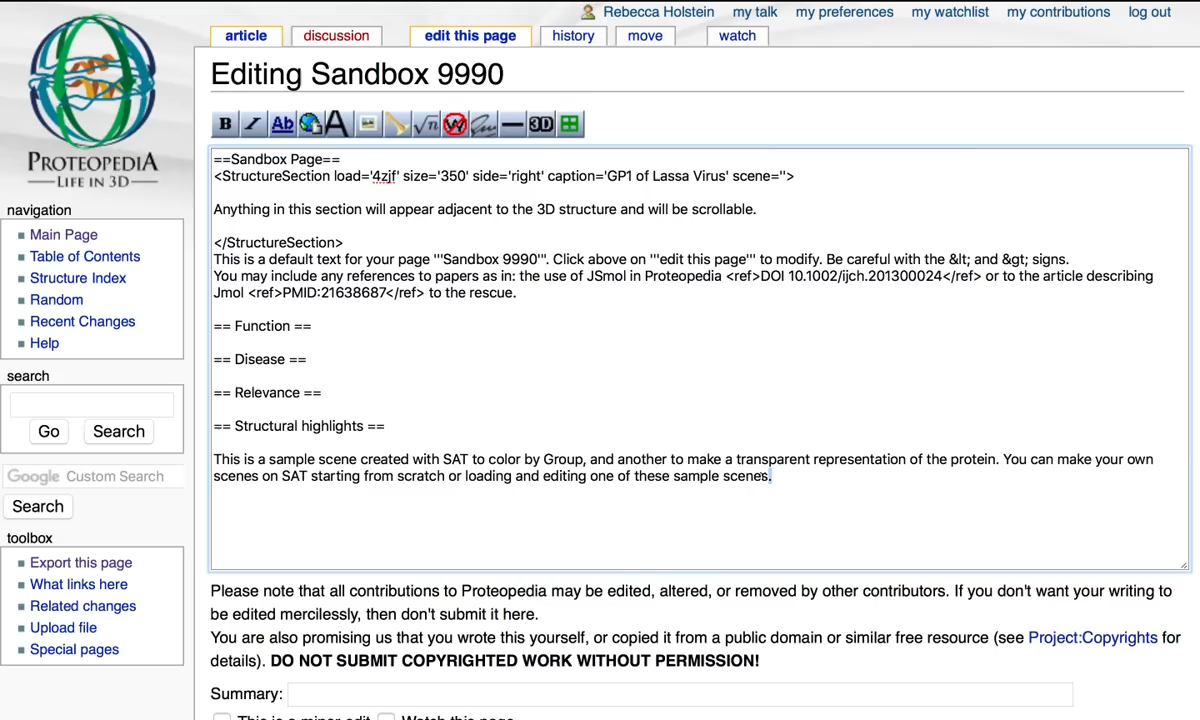 Rebecca Holstein my talk my preferences my watchlist my contributions log out
article discussion edit this page history move watch
Editing Sandbox 9990
B I Ab A √n W 3D
PROTEOPEDIA
LIFE IN 3D
navigation
Main Page
Table of Contents
Structure Index
Random
Recent Changes
Help
search
Go Search
Google Custom Search
Search
toolbox
Export this page
What links here
Related changes
Upload file
Special pages
==Sandbox Page==
<StructureSection load='4zjf' size='350' side='right' caption='GP1 of Lassa Virus' scene=''>
Anything in this section will appear adjacent to the 3D structure and will be scrollable.
</StructureSection>
This is a default text for your page '''Sandbox 9990'''. Click above on '''edit this page''' to modify. Be careful with the &lt; and &gt; signs.
You may include any references to papers as in: the use of JSmol in Proteopedia <ref>DOI 10.1002/ijch.201300024</ref> or to the article describing
Jmol <ref>PMID:21638687</ref> to the rescue.
== Function ==
== Disease ==
== Relevance ==
== Structural highlights ==
This is a sample scene created with SAT to color by Group, and another to make a transparent representation of the protein. You can make your own
scenes on SAT starting from scratch or loading and editing one of these sample scenes.
Please note that all contributions to Proteopedia may be edited, altered, or removed by other contributors. If you don't want your writing to
be edited mercilessly, then don't submit it here.
You are also promising us that you wrote this yourself, or copied it from a public domain or similar free resource (see Project:Copyrights for
details). DO NOT SUBMIT COPYRIGHTED WORK WITHOUT PERMISSION!
Summary:
This is a minor edit Watch this page